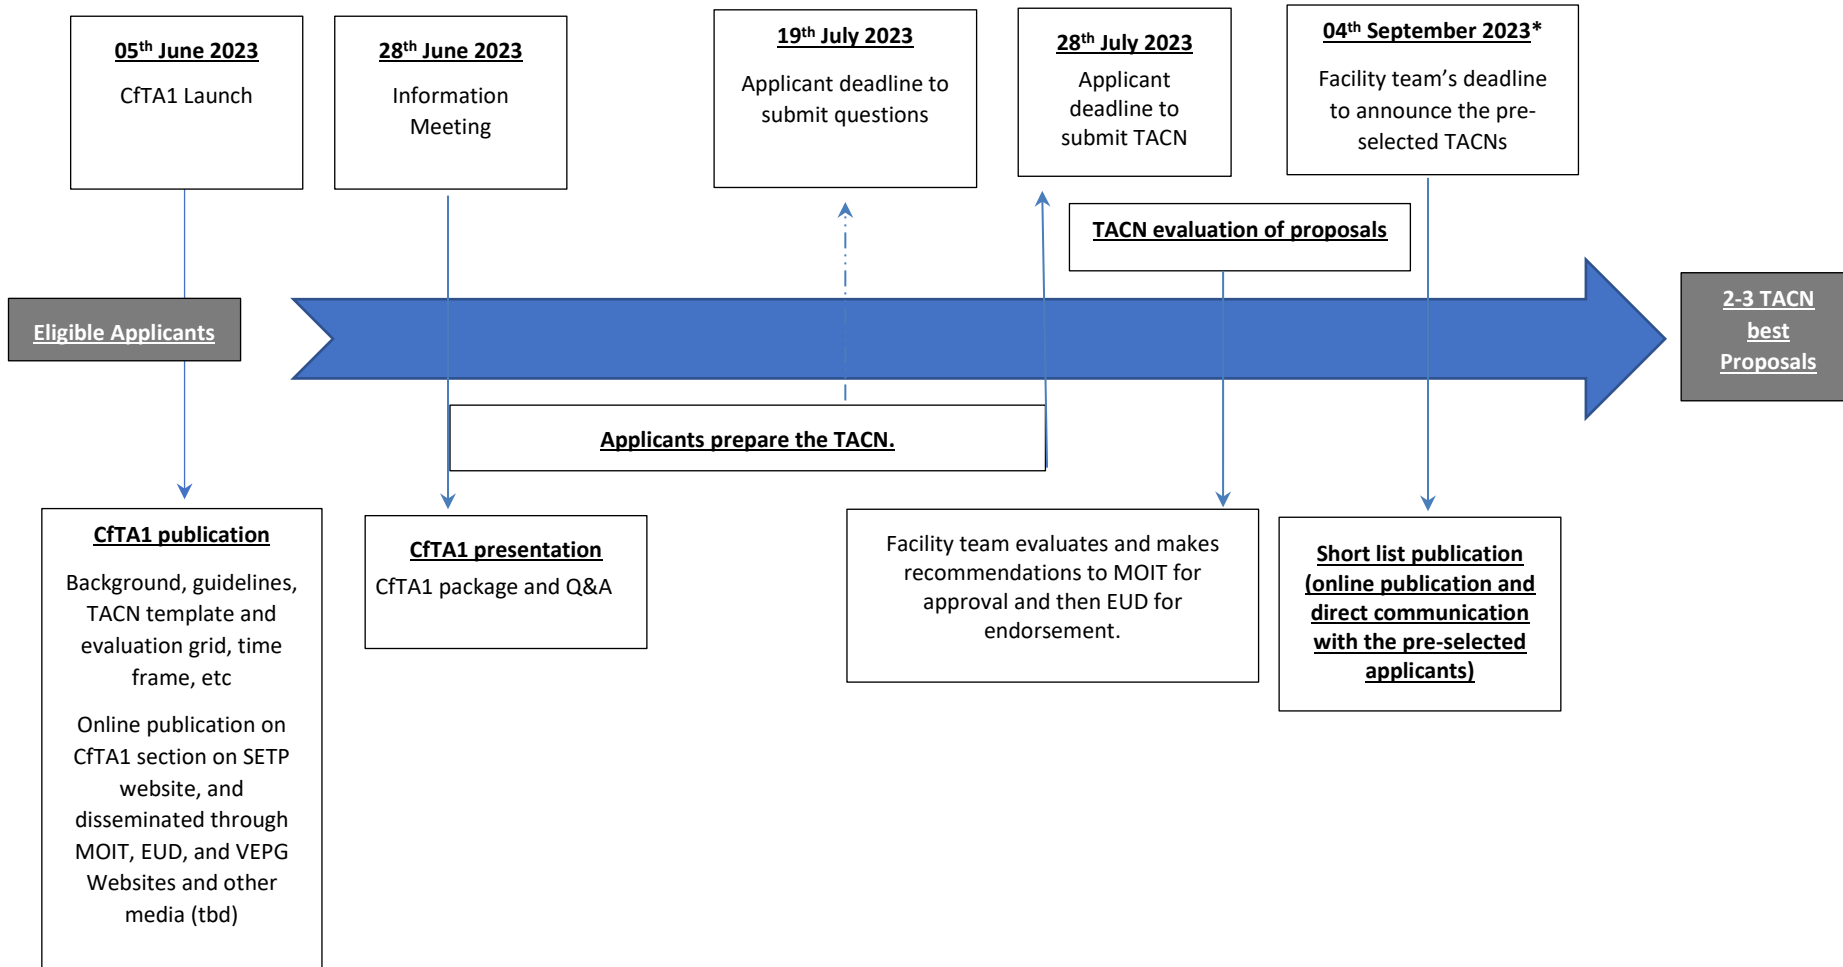 05th June 2023
CfTA1 Launch
28th June 2023
Information
Meeting
19th July 2023
Applicant deadline to
submit questions
28th July 2023
Applicant
deadline to
submit TACN
04th September 2023*
Facility team’s deadline
to announce the pre-
selected TACNs
TACN evaluation of proposals
Eligible Applicants
2-3 TACN
best
Proposals
Applicants prepare the TACN.
CfTA1 publication
Background, guidelines,
TACN template and
evaluation grid, time
frame, etc
Online publication on
CfTA1 section on SETP
website, and
disseminated through
MOIT, EUD, and VEPG
Websites and other
media (tbd)
CfTA1 presentation
CfTA1 package and Q&A
Facility team evaluates and makes
recommendations to MOIT for
approval and then EUD for
endorsement.
Short list publication
(online publication and
direct communication
with the pre-selected
applicants)